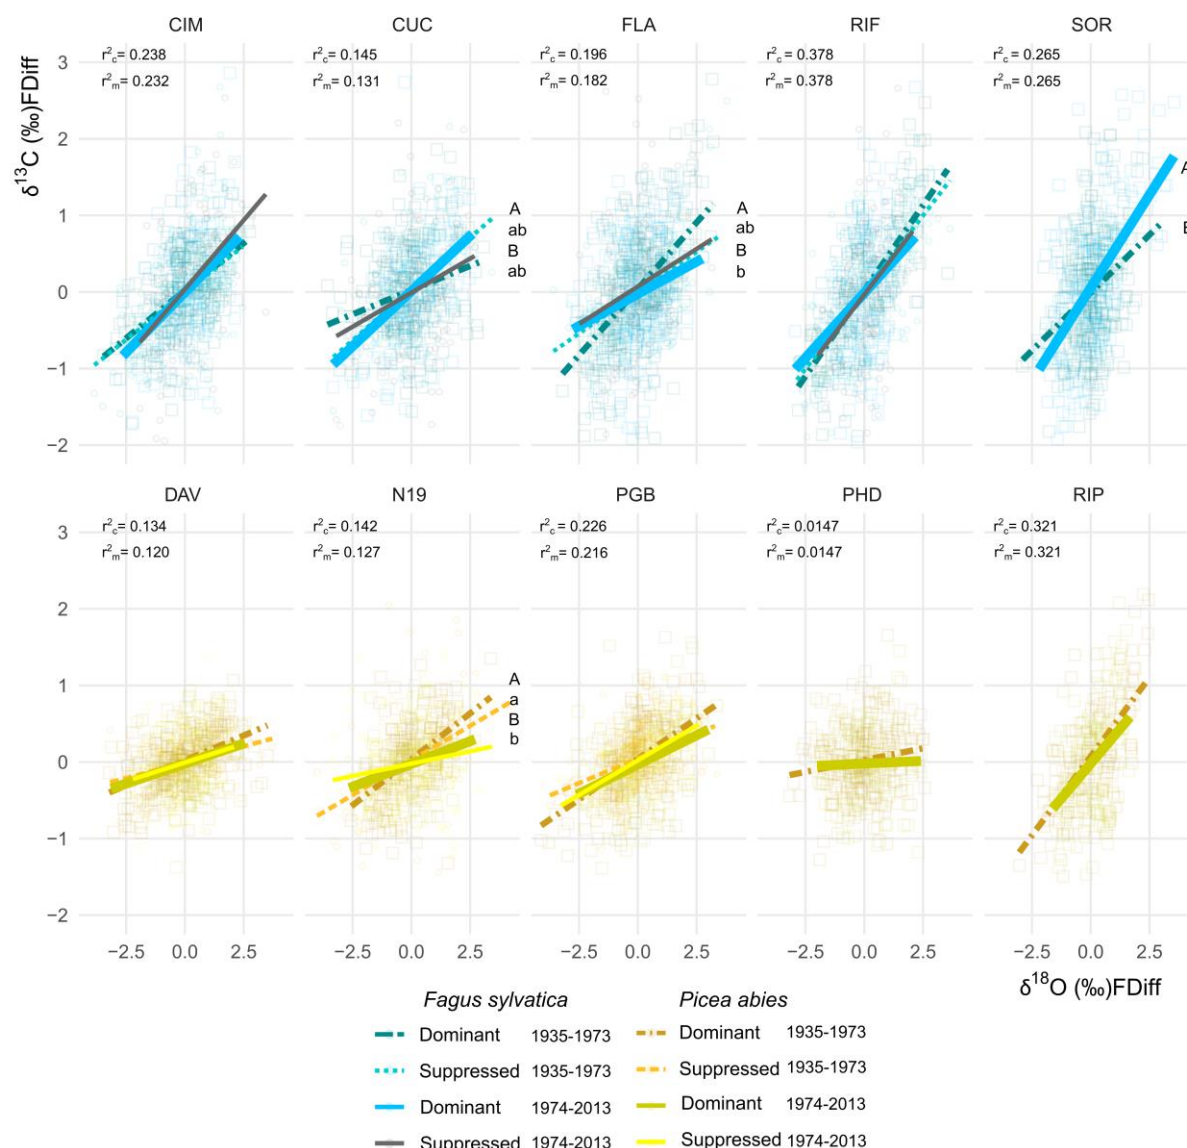 CIM CUC FLA RIF SOR
r²c= 0.238 r²c= 0.145 r²c= 0.196 r²c= 0.378 r²c= 0.265
r²m= 0.232 r²m= 0.131 r²m= 0.182 r²m= 0.378 r²m= 0.265
δ¹³C (‰)FDiff
3
2
1
0
−1
−2
A
ab
B
ab
A
ab
B
b
DAV N19 PGB PHD RIP
r²c= 0.134 r²c= 0.142 r²c= 0.226 r²c= 0.0147 r²c= 0.321
r²m= 0.120 r²m= 0.127 r²m= 0.216 r²m= 0.0147 r²m= 0.321
3
2
1
0
−1
−2
A
a
B
b
−2.5 0.0 2.5 −2.5 0.0 2.5 −2.5 0.0 2.5 −2.5 0.0 2.5 −2.5 0.0 2.5
δ¹⁸O (‰)FDiff
Fagus sylvatica Picea abies
Dominant 1935-1973 Dominant 1935-1973
Suppressed 1935-1973 Suppressed 1935-1973
Dominant 1974-2013 Dominant 1974-2013
Suppressed 1974-2013 Suppressed 1974-2013